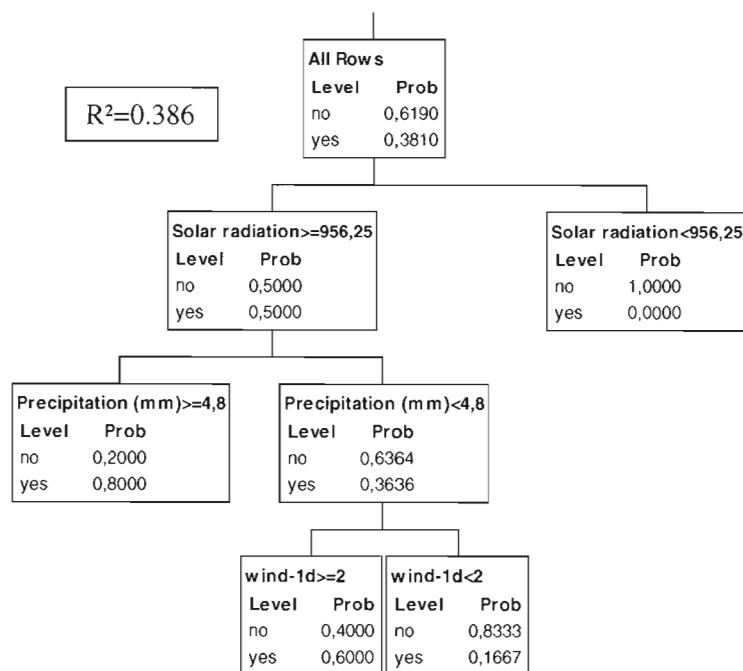 All Rows
Level Prob
no 0,6190
yes 0,3810
R²=0.386
Solar radiation>=956,25
Level Prob
no 0,5000
yes 0,5000
Solar radiation<956,25
Level Prob
no 1,0000
yes 0,0000
Precipitation (mm)>=4,8
Level Prob
no 0,2000
yes 0,8000
Precipitation (mm)<4,8
Level Prob
no 0,6364
yes 0,3636
wind-1d>=2
Level Prob
no 0,4000
yes 0,6000
wind-1d<2
Level Prob
no 0,8333
yes 0,1667